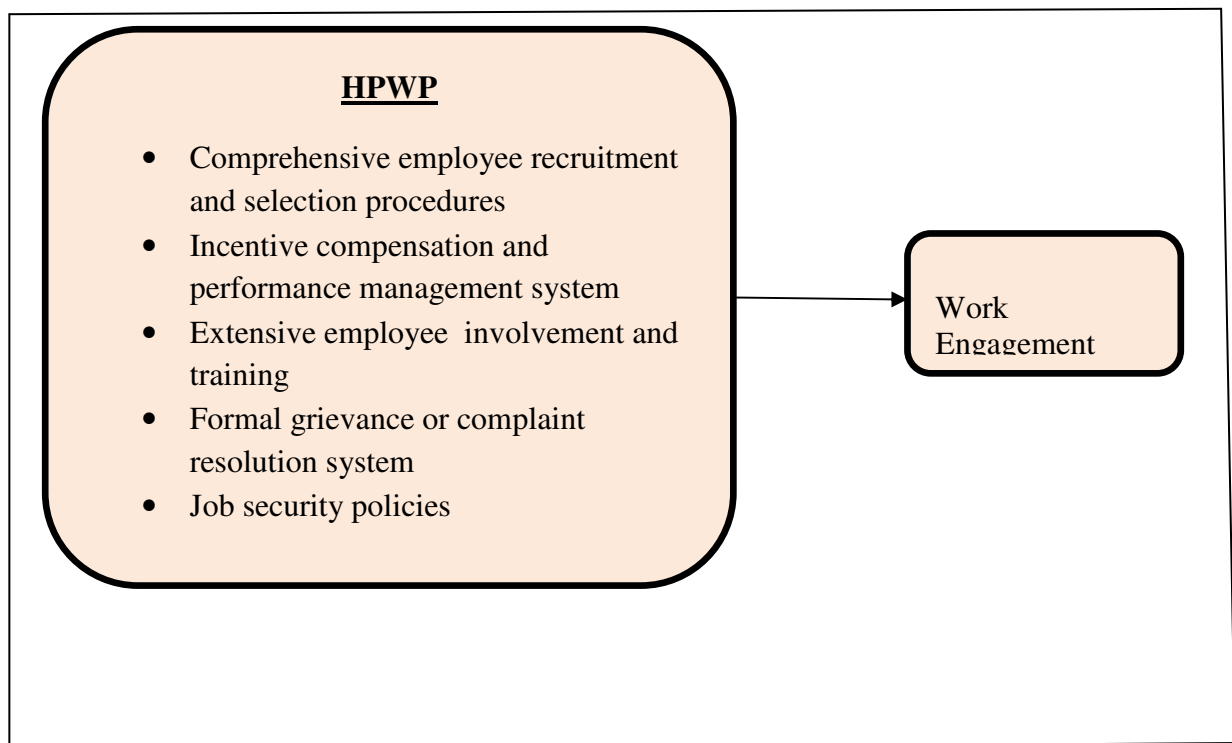 HPWP
• Comprehensive employee recruitment
and selection procedures
• Incentive compensation and
performance management system
• Extensive employee  involvement and
training
• Formal grievance or complaint
resolution system
• Job security policies
Work
Engagement